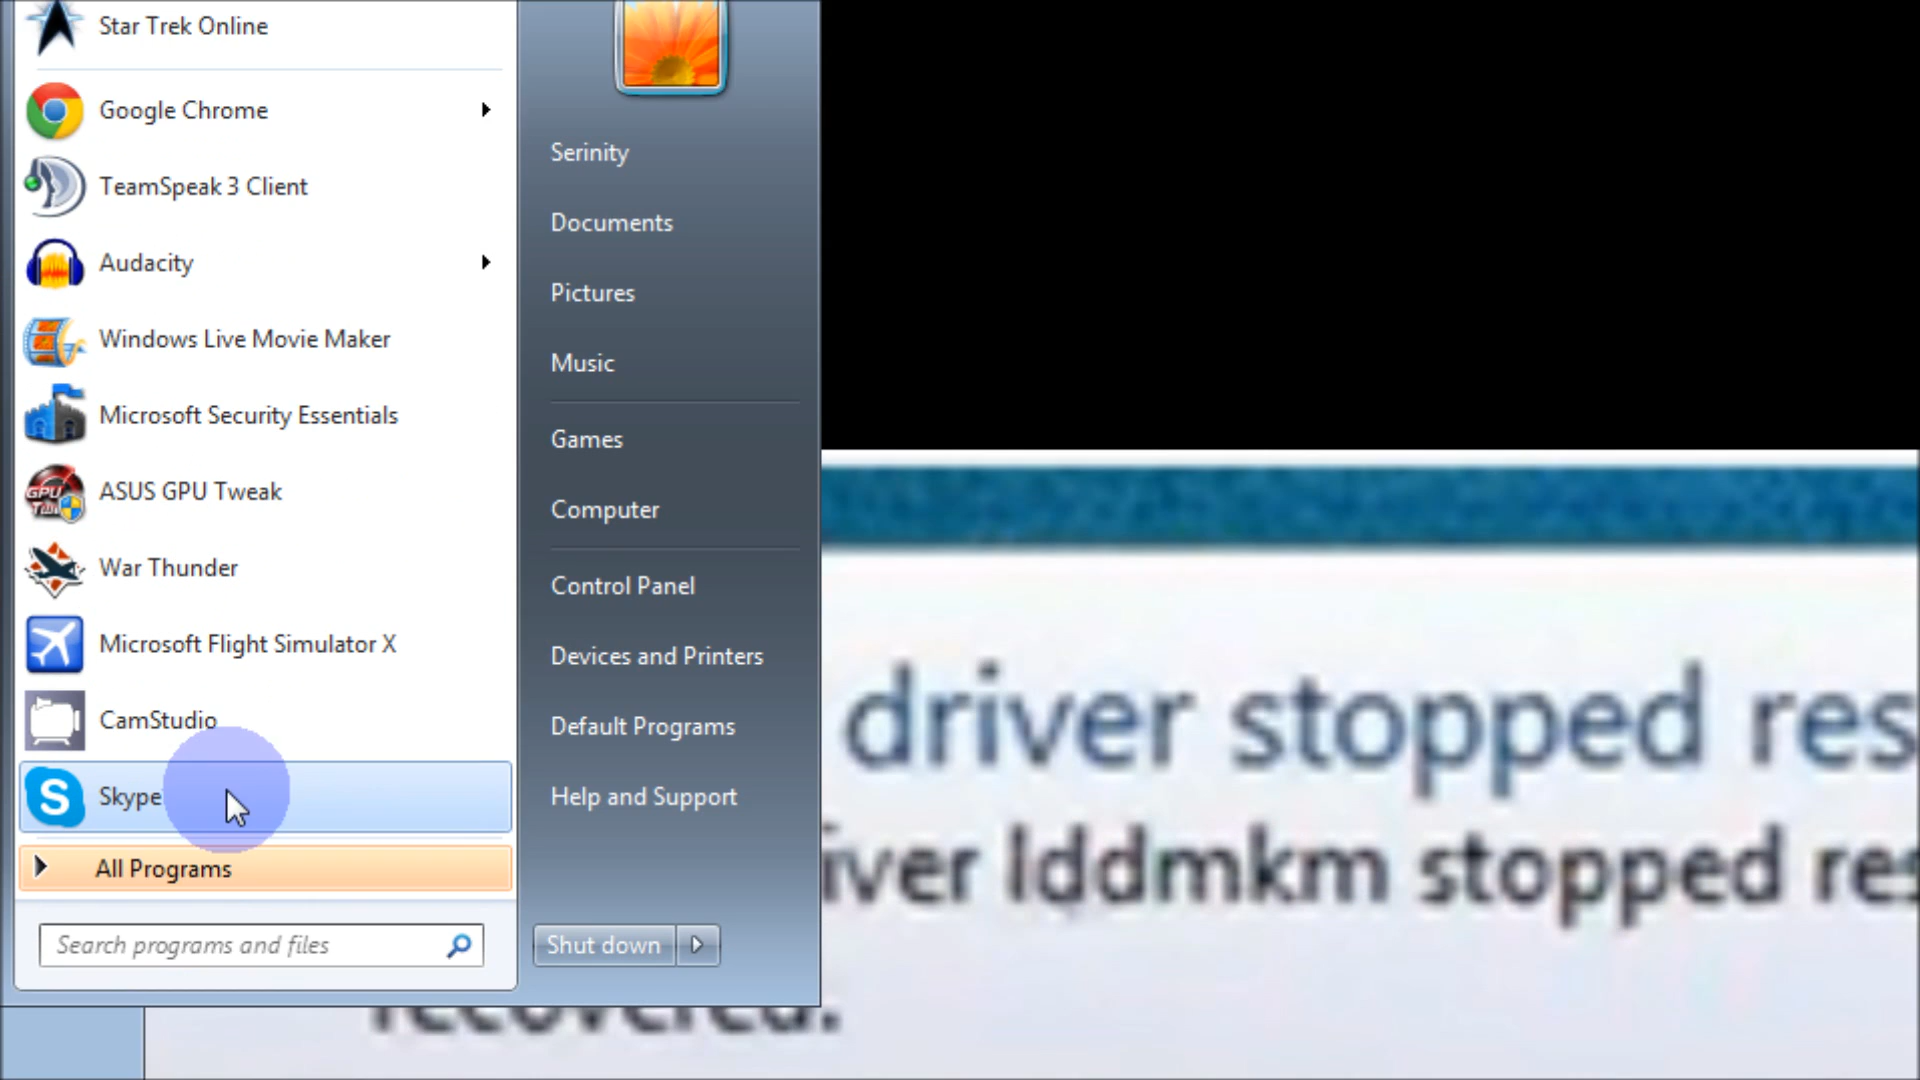 Star Trek Online
Google Chrome
TeamSpeak 3 Client
Audacity
Windows Live Movie Maker
Microsoft Security Essentials
ASUS GPU Tweak
War Thunder
Microsoft Flight Simulator X
CamStudio
Skype
All Programs
Search programs and files
Serinity
Documents
Pictures
Music
Games
Computer
Control Panel
Devices and Printers
Default Programs
Help and Support
Shut down
driver stopped res
iver lddmkm stopped res
recovered.